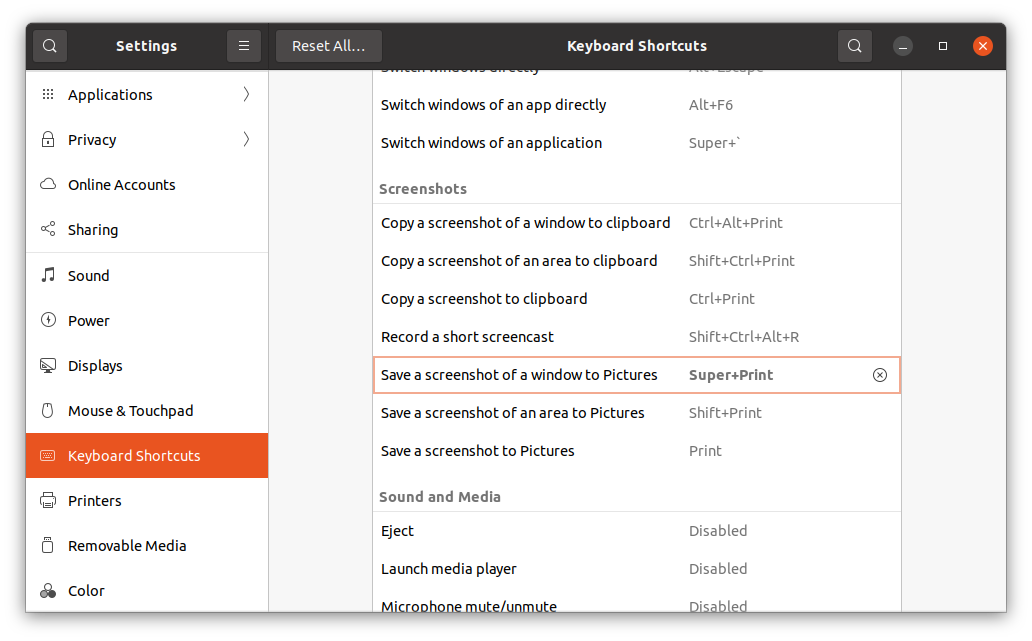 Settings
Reset All...
Keyboard Shortcuts
Applications
Privacy
Online Accounts
Sharing
Sound
Power
Displays
Mouse & Touchpad
Keyboard Shortcuts
Printers
Removable Media
Color
Switch windows directly Alt+Escape
Switch windows of an app directly Alt+F6
Switch windows of an application Super+`
Screenshots
Copy a screenshot of a window to clipboard Ctrl+Alt+Print
Copy a screenshot of an area to clipboard Shift+Ctrl+Print
Copy a screenshot to clipboard Ctrl+Print
Record a short screencast Shift+Ctrl+Alt+R
Save a screenshot of a window to Pictures Super+Print
Save a screenshot of an area to Pictures Shift+Print
Save a screenshot to Pictures Print
Sound and Media
Eject Disabled
Launch media player Disabled
Microphone mute/unmute Disabled